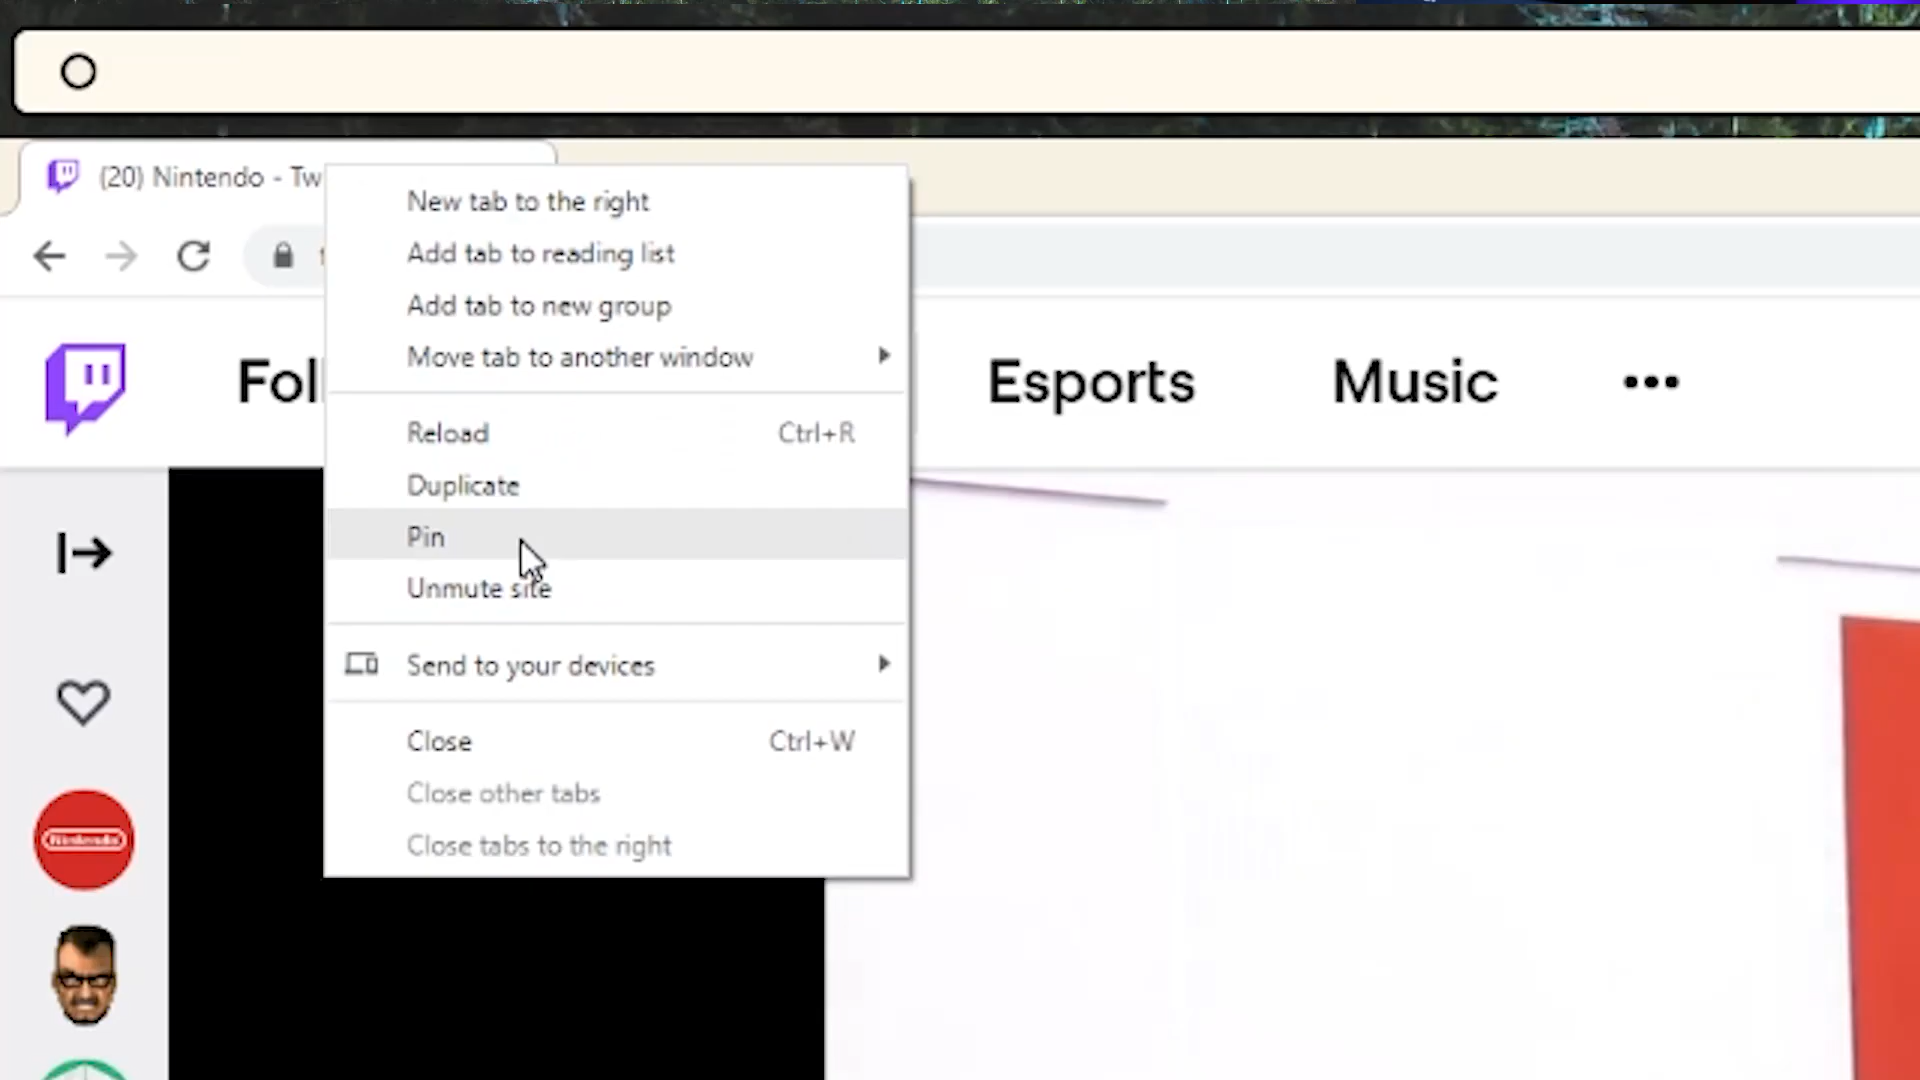 (20) Nintendo - Tw
New tab to the right
Add tab to reading list
Add tab to new group
Move tab to another window
Fol
Esports
Music
Reload Ctrl+R
Duplicate
Pin
Unmute site
Send to your devices
Close Ctrl+W
Nintendo
Close other tabs
Close tabs to the right